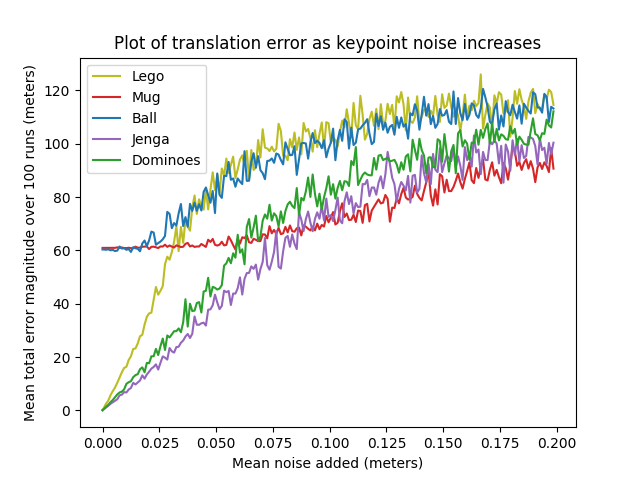 Plot of translation error as keypoint noise increases
Mean total error magnitude over 100 runs (meters)
120
100
80
60
40
20
0
Lego
Mug
Ball
Jenga
Dominoes
0.000 0.025 0.050 0.075 0.100 0.125 0.150 0.175 0.200
Mean noise added (meters)